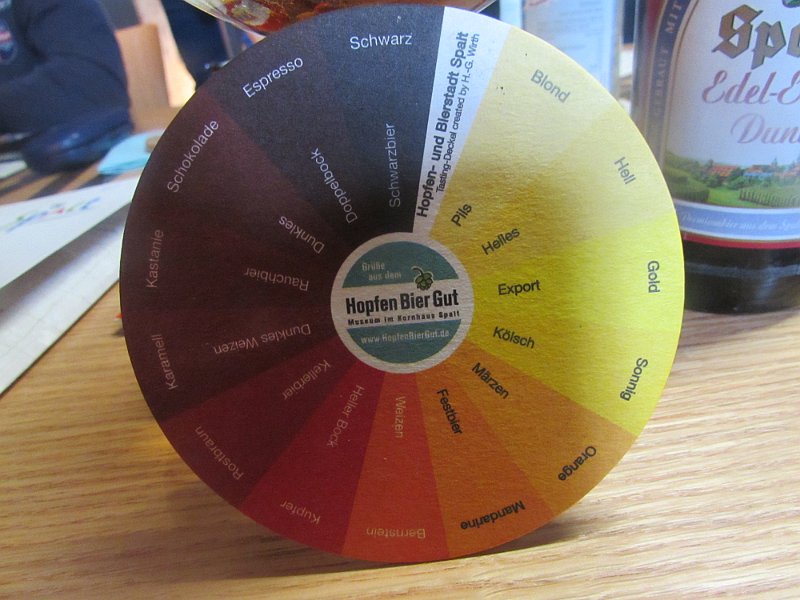 Hopfen- und Bierstadt Spalt
Tasting-Deckel created by H.-G. Wirth
Blond
Hell
Gold
Sonnig
Orange
Mandarine
Bernstein
Kupfer
Rostbraun
Karamell
Kastanie
Schokolade
Espresso
Schwarz
Pils
Helles
Export
Kölsch
Märzen
Festbier
Weizen
Heller Bock
Kellerbier
Dunkles Weizen
Rauchbier
Dunkles
Doppelbock
Schwarzbier
Grüße
aus dem
Hopfen Bier Gut
Museum im Kornhaus Spalt
www.HopfenBierGut.de
Edel-